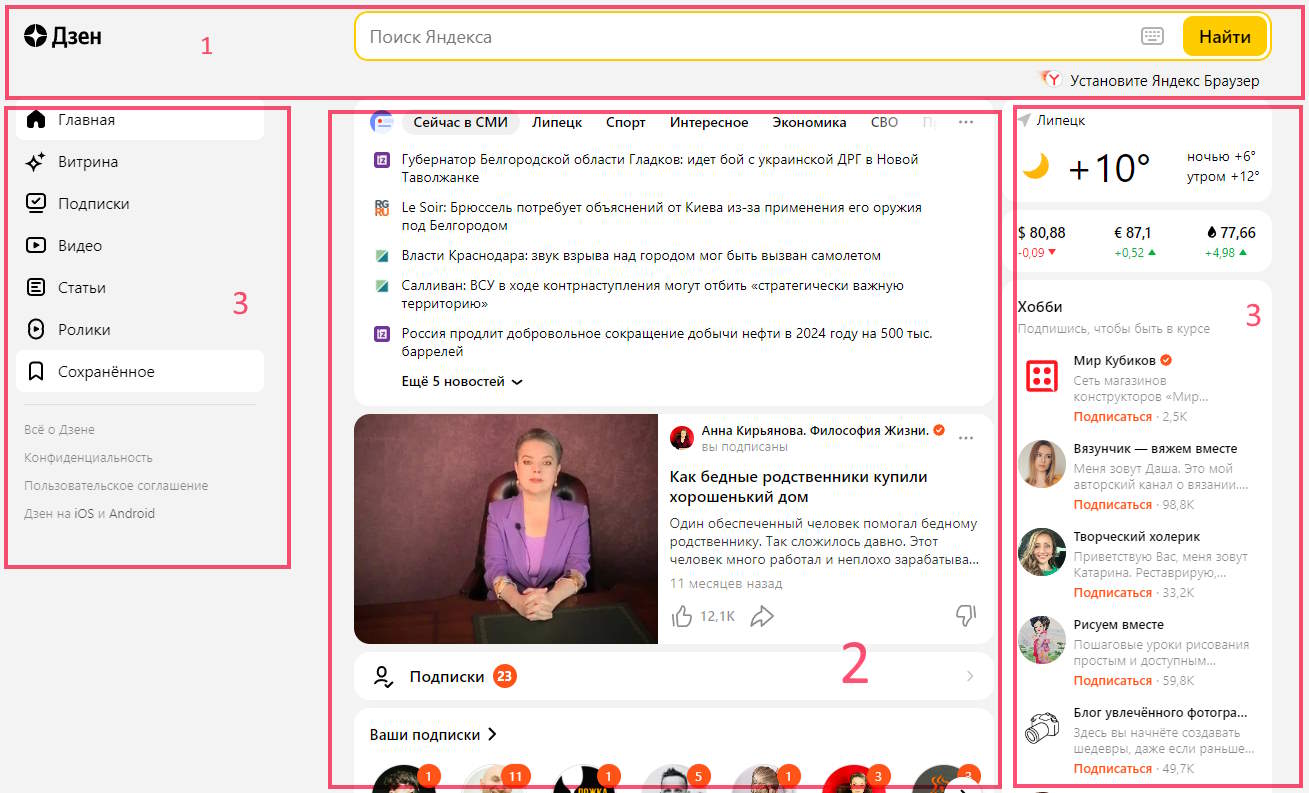 Дзен
1
Поиск Яндекса
Найти
Установите Яндекс Браузер
Главная
Витрина
Подписки
Видео
Статьи
Ролики
Сохранённое
3
Всё о Дзене
Конфиденциальность
Пользовательское соглашение
Дзен на iOS и Android
Сейчас в СМИ Липецк Спорт Интересное Экономика СВО
Губернатор Белгородской области Гладков: идет бой с украинской ДРГ в Новой
Таволжанке
RG
RU
Le Soir: Брюссель потребует объяснений от Киева из-за применения его оружия
под Белгородом
Власти Краснодара: звук взрыва над городом мог быть вызван самолетом
Салливан: ВСУ в ходе контрнаступления могут отбить «стратегически важную
территорию»
Россия продлит добровольное сокращение добычи нефти в 2024 году на 500 тыс.
баррелей
Ещё 5 новостей
Анна Кирьянова. Философия Жизни.
вы подписаны
Как бедные родственники купили
хорошенький дом
Один обеспеченный человек помогал бедному
родственнику. Так сложилось давно. Этот
человек много работал и неплохо зарабатыва...
11 месяцев назад
12,1K
2
Подписки 23
Ваши подписки
1 11 1 5 1 3 3
Липецк
+10°
ночью +6°
утром +12°
$ 80,88 € 87,1 77,66
-0,09 +0,52 +4,98
Хобби
3
Подпишись, чтобы быть в курсе
Мир Кубиков
Сеть магазинов
конструкторов «Мир...
Подписаться · 2,5K
Вязунчик — вяжем вместе
Меня зовут Даша. Это мой
авторский канал о вязании....
Подписаться · 98,8K
Творческий холерик
Приветствую Вас, меня зовут
Катарина. Реставрирую,...
Подписаться · 33,2K
Рисуем вместе
Пошаговые уроки рисования
простым и доступным...
Подписаться · 59,8K
Блог увлечённого фотогра...
Здесь вы начнёте создавать
шедевры, даже если раньше...
Подписаться · 49,7K